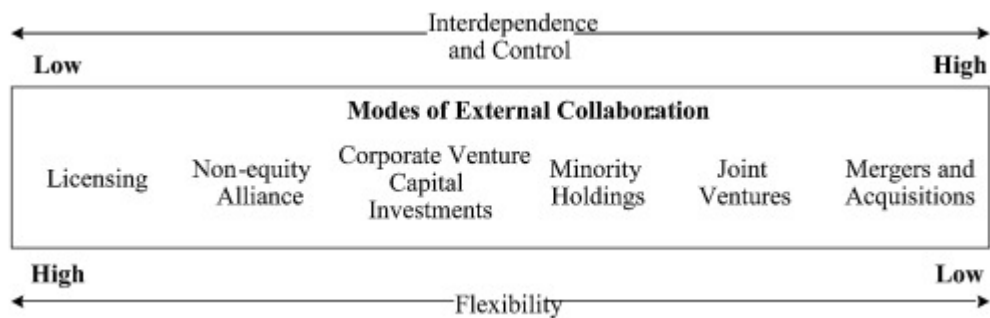 Interdependence
and Control
Low High
Modes of External Collaboration
Licensing Non-equity Alliance Corporate Venture Capital Investments Minority Holdings Joint Ventures Mergers and Acquisitions
High Low
Flexibility